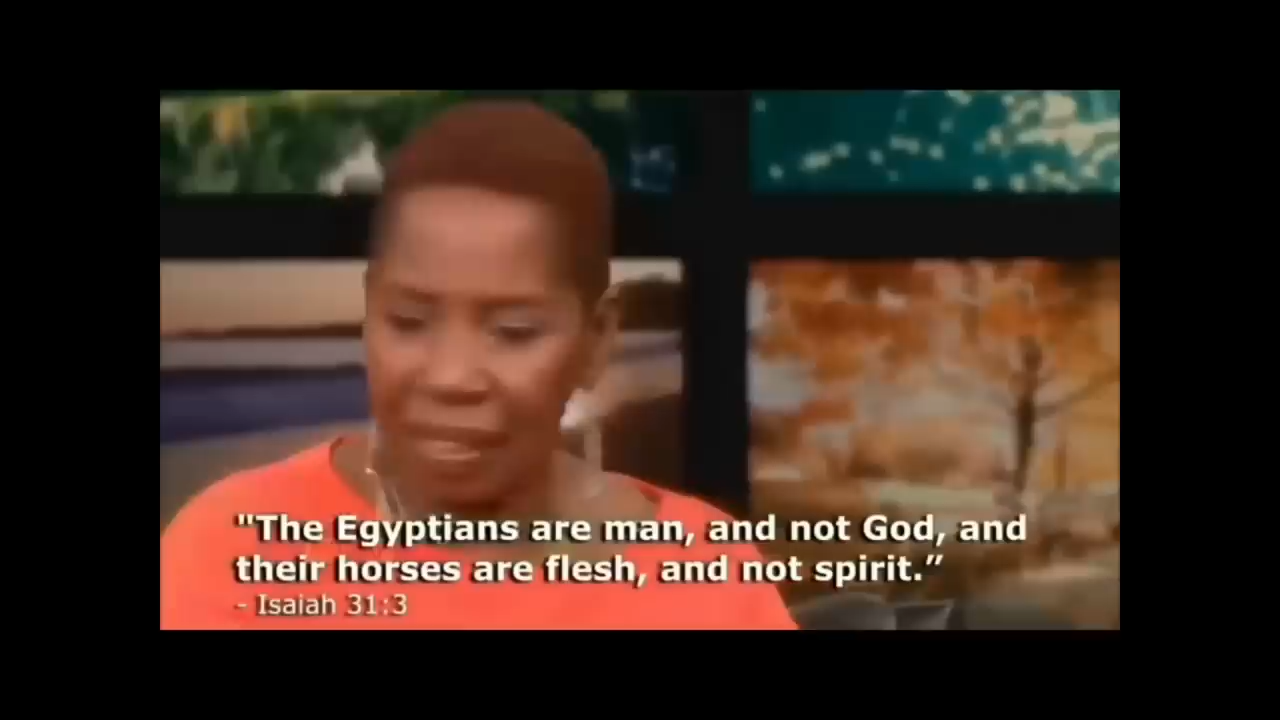 "The Egyptians are man, and not God, and
their horses are flesh, and not spirit.”
- Isaiah 31:3